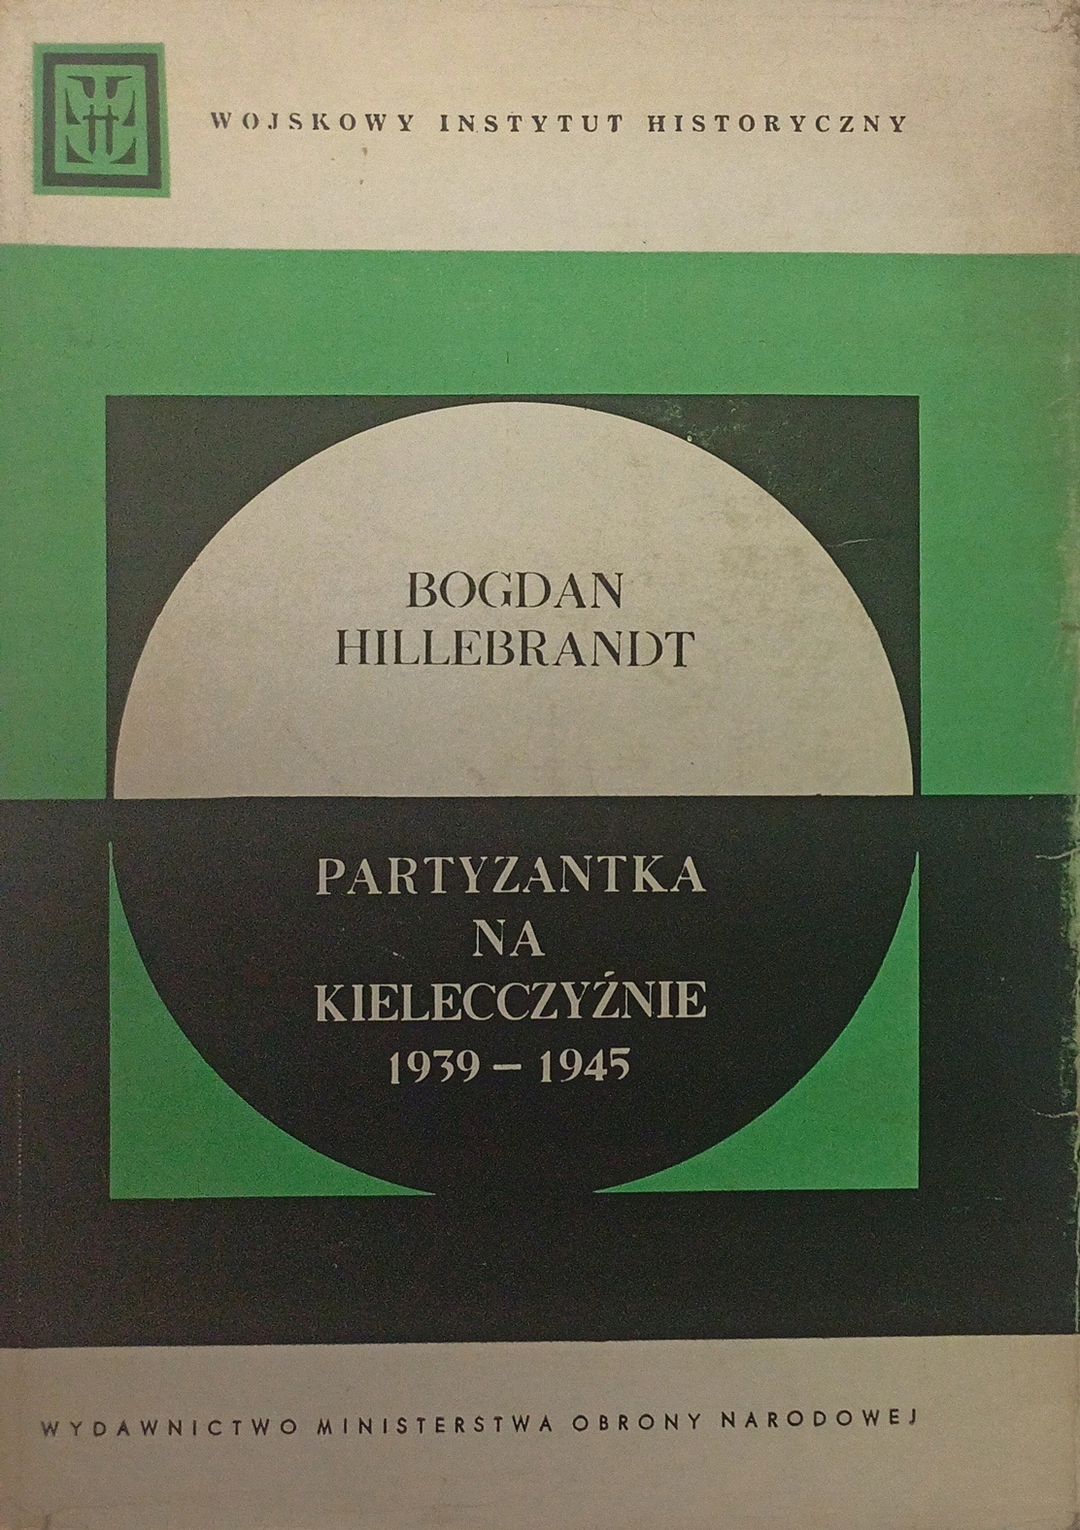 WOJSKOWY INSTYTUT HISTORYCZNY
BOGDAN
HILLEBRANDT
PARTYZANTKA
NA
KIELECCZYŹNIE
1939 – 1945
WYDAWNICTWO MINISTERSTWA OBRONY NARODOWEJ